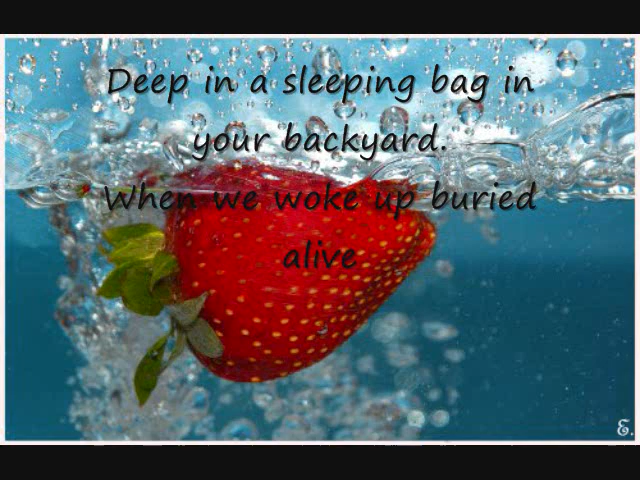 Deep in a sleeping bag in
your backyard.
When we woke up buried
alive
E.